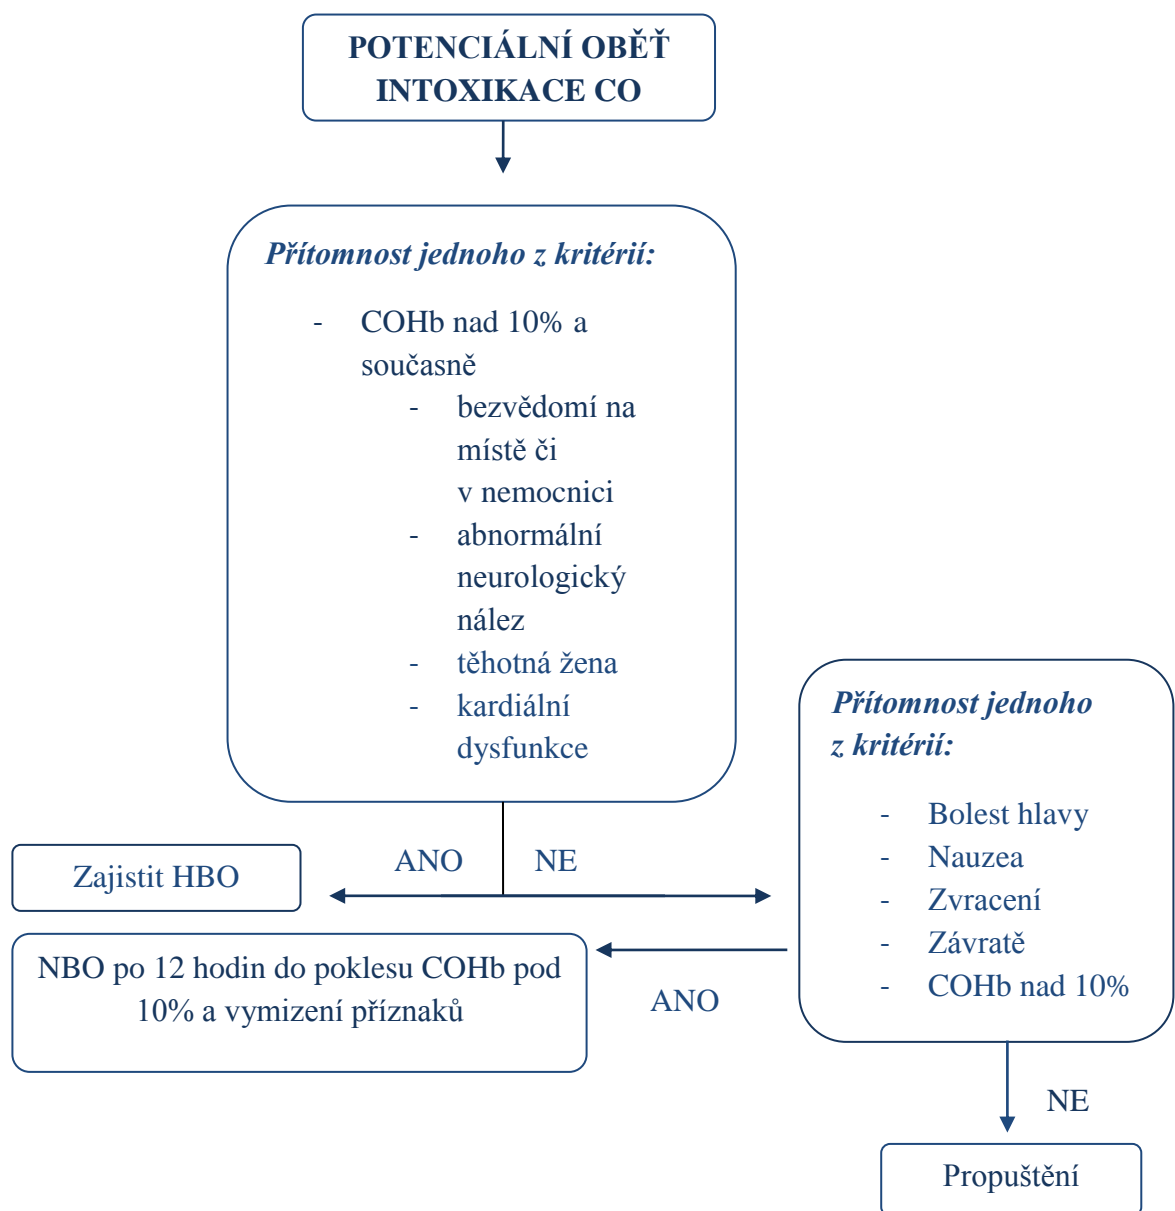 POTENCIÁLNÍ OBĚŤ
INTOXIKACE CO
Přítomnost jednoho z kritérií:
- COHb nad 10% a
současně
- bezvědomí na
místě či
v nemocnici
- abnormální
neurologický
nález
- těhotná žena
- kardiální
dysfunkce
Přítomnost jednoho
z kritérií:
- Bolest hlavy
- Nauzea
- Zvracení
- Závratě
- COHb nad 10%
ANO
NE
Zajistit HBO
NBO po 12 hodin do poklesu COHb pod
10% a vymizení příznaků
ANO
NE
Propuštění